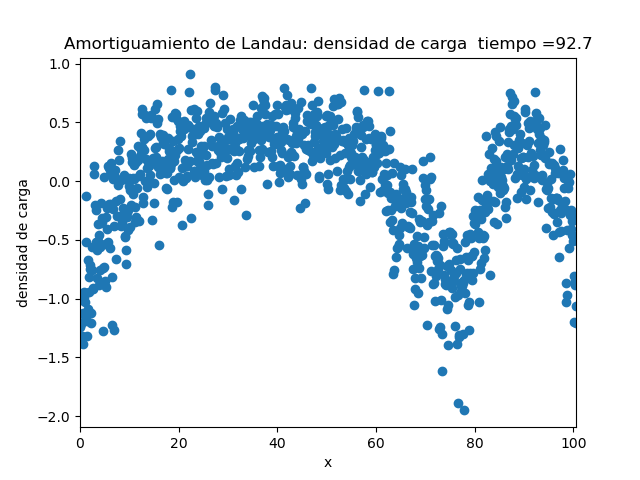 Amortiguamiento de Landau: densidad de carga  tiempo =92.7
1.0
0.5
0.0
−0.5
−1.0
−1.5
−2.0
densidad de carga
0 20 40 60 80 100
x